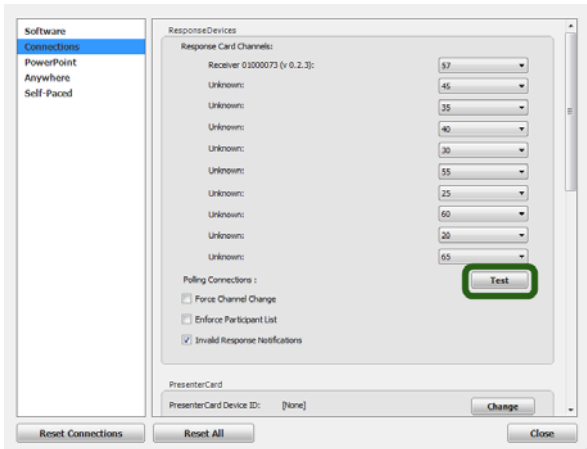 Software
Connections
PowerPoint
Anywhere
Self-Paced
ResponseDevices
Response Card Channels:
Receiver 01000073 (v 0.2.3): 57
Unknown: 45
Unknown: 35
Unknown: 40
Unknown: 30
Unknown: 55
Unknown: 25
Unknown: 60
Unknown: 20
Unknown: 65
Polling Connections : Test
Force Channel Change
Enforce Participant List
Invalid Response Notifications
PresenterCard
PresenterCard Device ID: [None] Change
Reset Connections Reset All Close